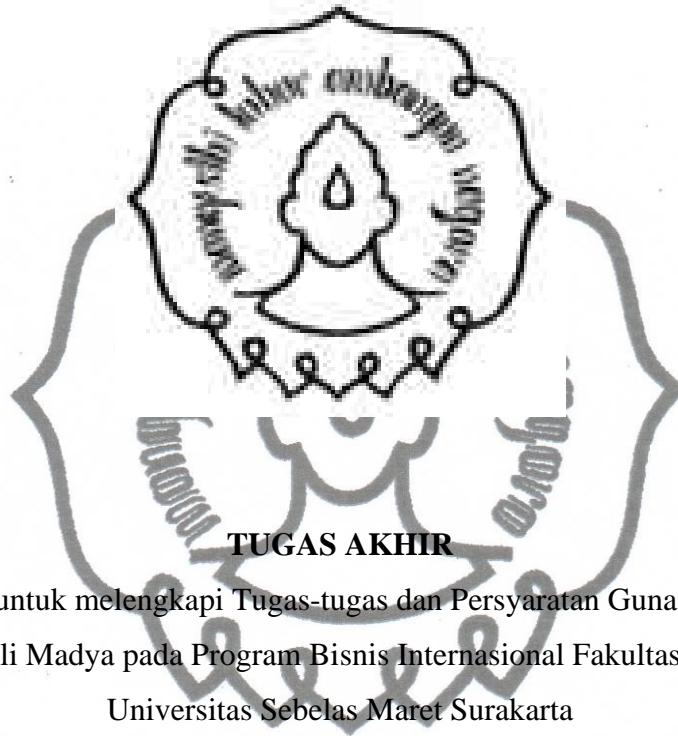 TUGAS AKHIR
untuk melengkapi Tugas-tugas dan Persyaratan Guna
li Madya pada Program Bisnis Internasional Fakultas
Universitas Sebelas Maret Surakarta